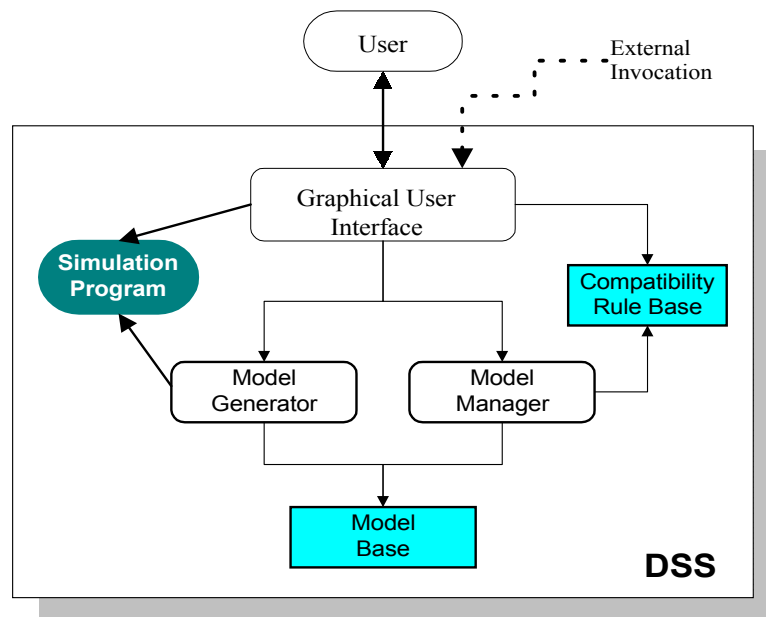 User
External
Invocation
Graphical User
Interface
Simulation
Program
Compatibility
Rule Base
Model
Generator
Model
Manager
Model
Base
DSS